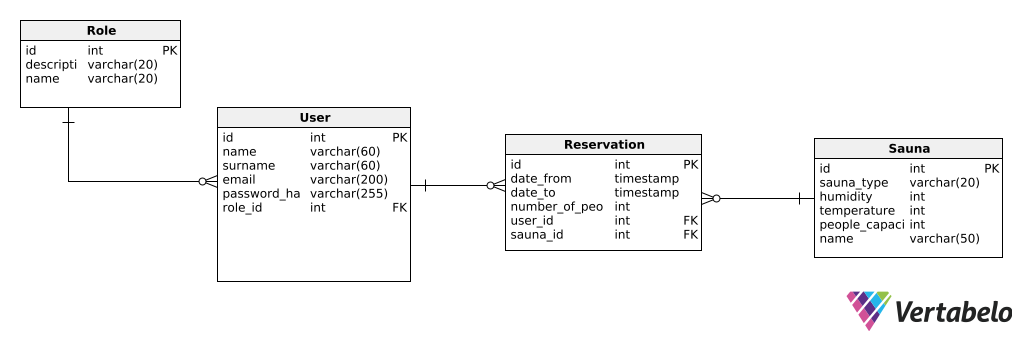 Role
id int PK
descripti varchar(20)
name varchar(20)
User
id int PK
name varchar(60)
surname varchar(60)
email varchar(200)
password_ha varchar(255)
role_id int FK
Reservation
id int PK
date_from timestamp
date_to timestamp
number_of_peo int
user_id int FK
sauna_id int FK
Sauna
id int PK
sauna_type varchar(20)
humidity int
temperature int
people_capaci int
name varchar(50)
Vertabelo